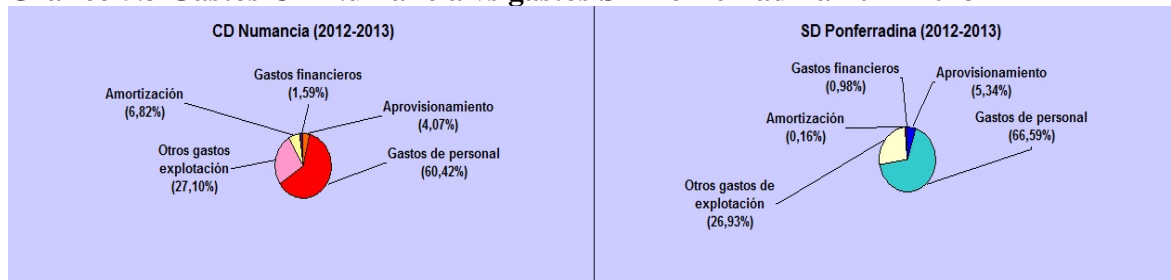 CD Numancia (2012-2013)
Gastos financieros
(1,59%)
Amortización
(6,82%)
Aprovisionamiento
(4,07%)
Otros gastos
explotación
(27,10%)
Gastos de personal
(60,42%)
SD Ponferradina (2012-2013)
Gastos financieros
(0,98%)
Aprovisionamiento
(5,34%)
Amortización
(0,16%)
Gastos de personal
(66,59%)
Otros gastos de
explotación
(26,93%)